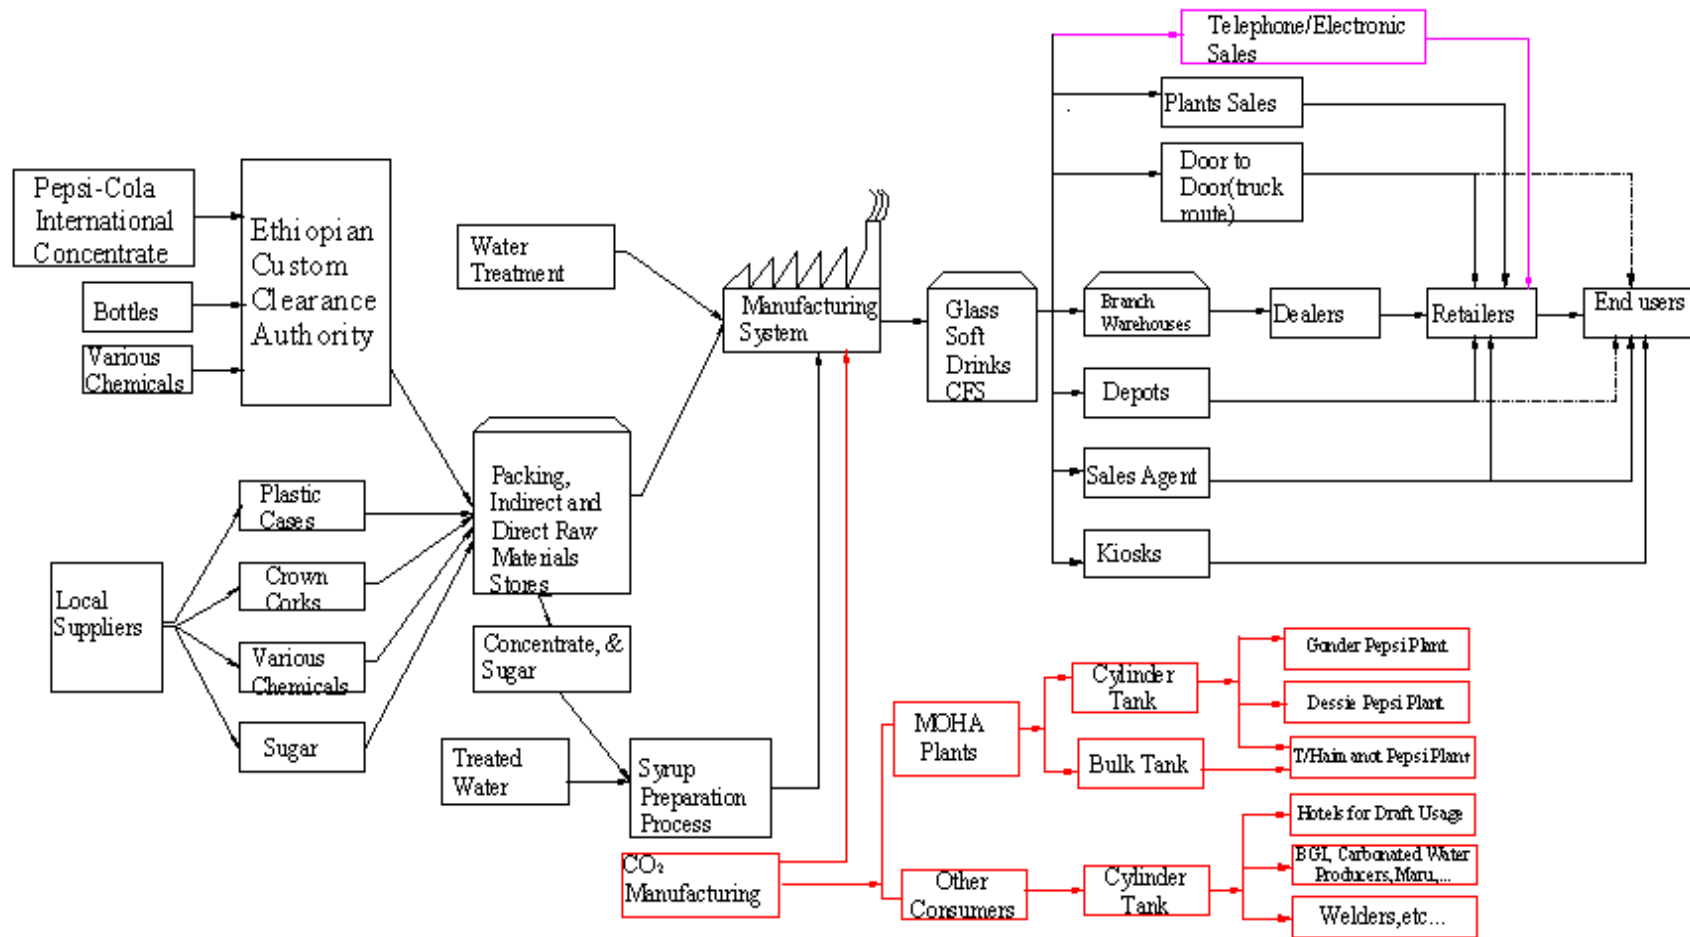 Telephone/Electronic
Sales
Plants Sales
Door to
Door(truck
route)
Pepsi-Cola
International
Concentrate
Bottles
Various
Chemicals
Ethiopian
Custom
Clearance
Authority
Water
Treatment
Manufacturing
System
Glass
Soft
Drinks
CFS
Branch
Warehouses
Dealers
Retailers
End users
Depots
Sales Agent
Kiosks
Packing,
Indirect and
Direct Raw
Materials
Stores
Local
Suppliers
Plastic
Cases
Crown
Corks
Various
Chemicals
Sugar
Concentrate, &
Sugar
Treated
Water
Syrup
Preparation
Process
CO₂
Manufacturing
MOHA
Plants
Other
Consumers
Cylinder
Tank
Bulk Tank
Cylinder
Tank
Gonder Pepsi Plant
Dessie Pepsi Plant
T/Haimanot Pepsi Plant
Hotels for Draft Usage
BGI, Carbonated Water
Producers,Maru,...
Welders,etc...